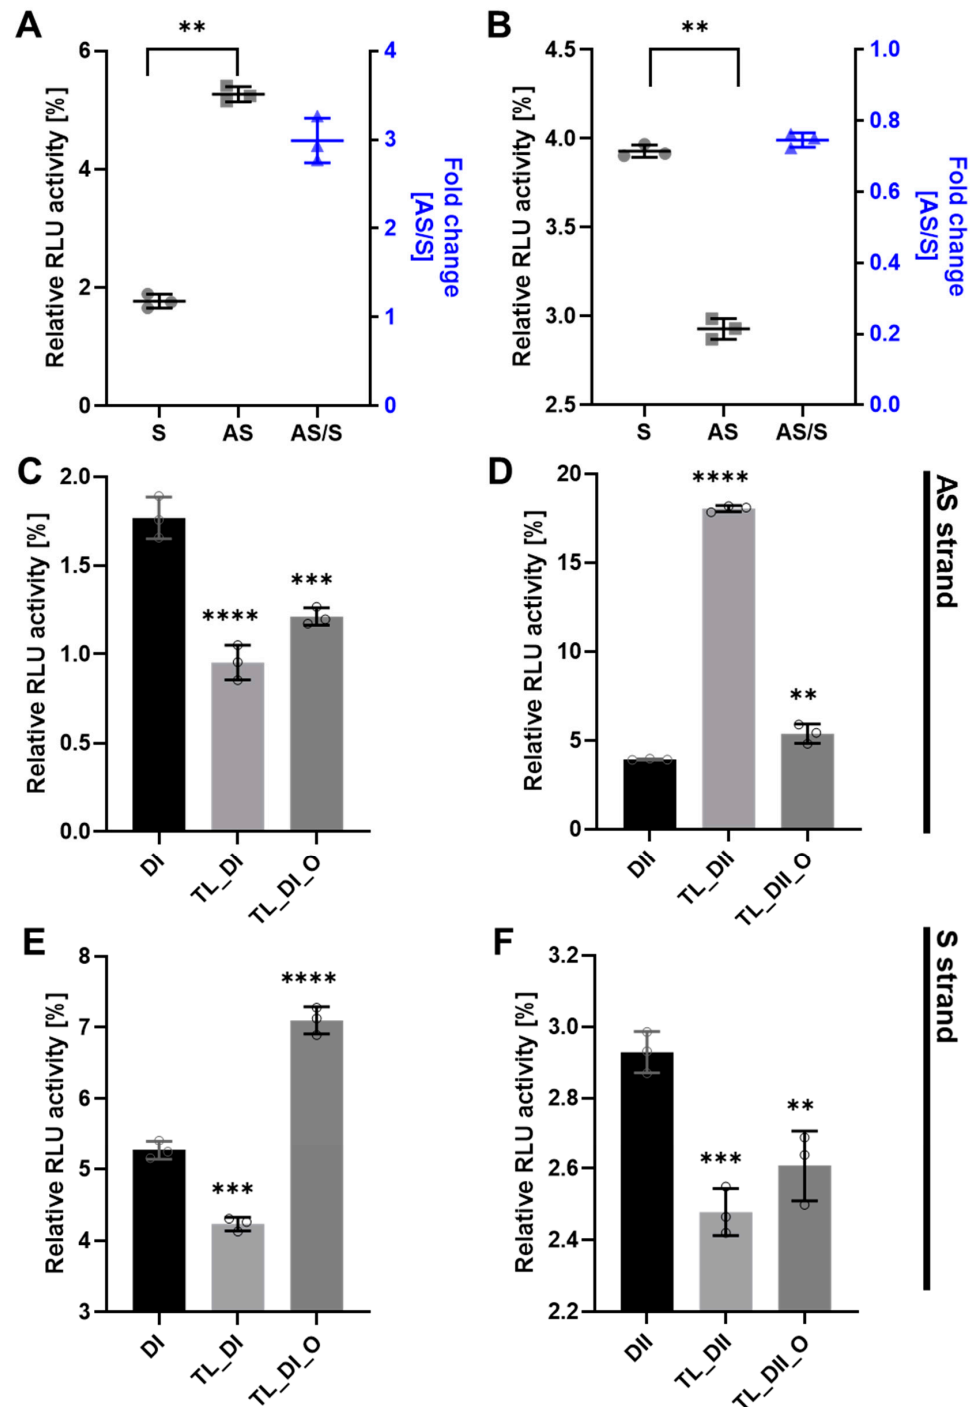 A
**
Relative RLU activity [%]
6
4
2
0
4
3
2
1
0
Fold change
[AS/S]
S
AS
AS/S
B
**
Relative RLU activity [%]
4.5
4.0
3.5
3.0
2.5
1.0
0.8
0.6
0.4
0.2
0.0
Fold change
[AS/S]
S
AS
AS/S
C
Relative RLU activity [%]
2.0
1.5
1.0
0.5
0.0
****
***
DI
TL_DI
TL_DI_O
D
Relative RLU activity [%]
20
15
10
5
0
****
**
DII
TL_DII
TL_DII_O
AS strand
E
Relative RLU activity [%]
8
7
6
5
4
3
***
****
DI
TL_DI
TL_DI_O
F
Relative RLU activity [%]
3.2
3.0
2.8
2.6
2.4
2.2
***
**
DII
TL_DII
TL_DII_O
S strand